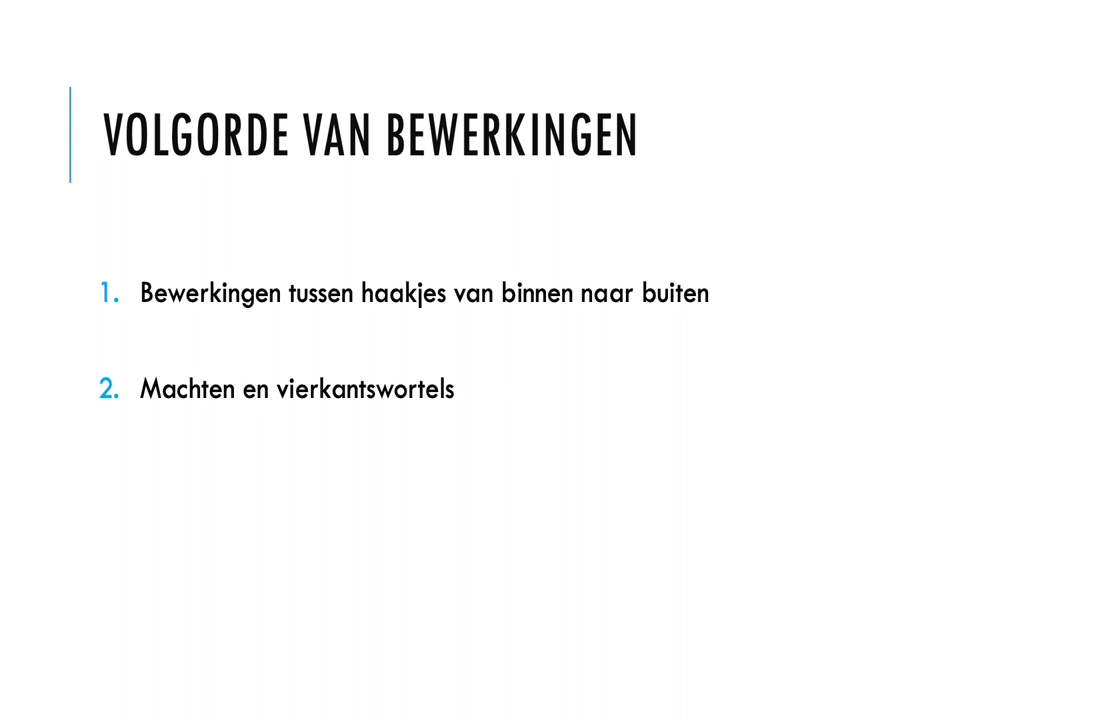 VOLGORDE VAN BEWERKINGEN
1. Bewerkingen tussen haakjes van binnen naar buiten
2. Machten en vierkantswortels